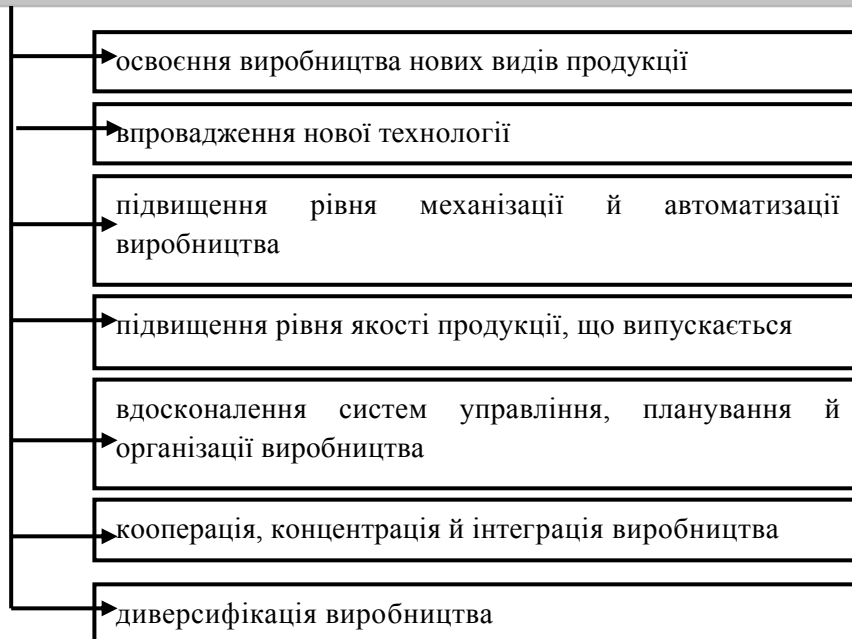 освоєння виробництва нових видів продукції
впровадження нової технології
підвищення рівня механізації й автоматизації
виробництва
підвищення рівня якості продукції, що випускається
вдосконалення систем управління, планування й
організації виробництва
кооперація, концентрація й інтеграція виробництва
диверсифікація виробництва